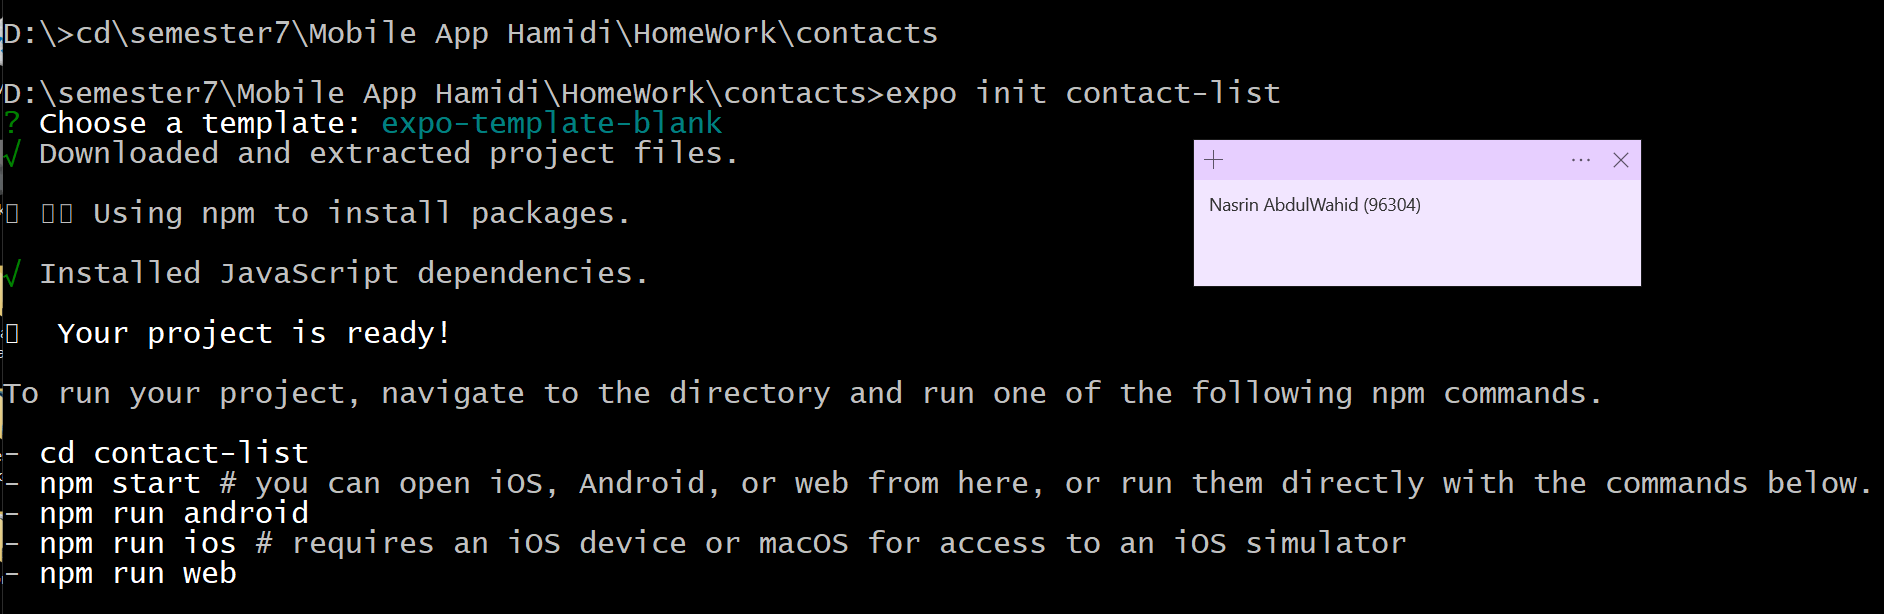 D:\>cd\semester7\Mobile App Hamidi\HomeWork\contacts
D:\semester7\Mobile App Hamidi\HomeWork\contacts>expo init contact-list
? Choose a template: expo-template-blank
√ Downloaded and extracted project files.
Using npm to install packages.
√ Installed JavaScript dependencies.
Your project is ready!
To run your project, navigate to the directory and run one of the following npm commands.
- cd contact-list
- npm start # you can open iOS, Android, or web from here, or run them directly with the commands below.
- npm run android
- npm run ios # requires an iOS device or macOS for access to an iOS simulator
- npm run web
Nasrin AbdulWahid (96304)